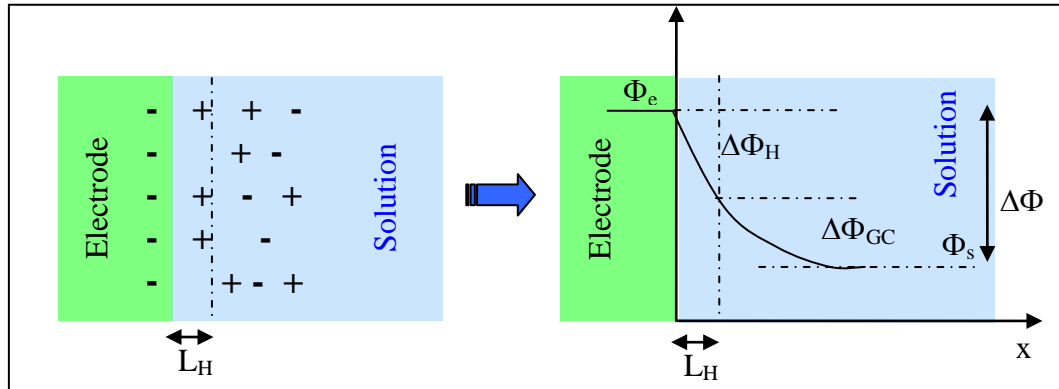 Electrode
- + + -
- + -
- + - +
- + -
- + - +
Solution
L_H
Electrode
Φ_e
ΔΦ_H
ΔΦ_GC
Φ_s
Solution
ΔΦ
L_H
x